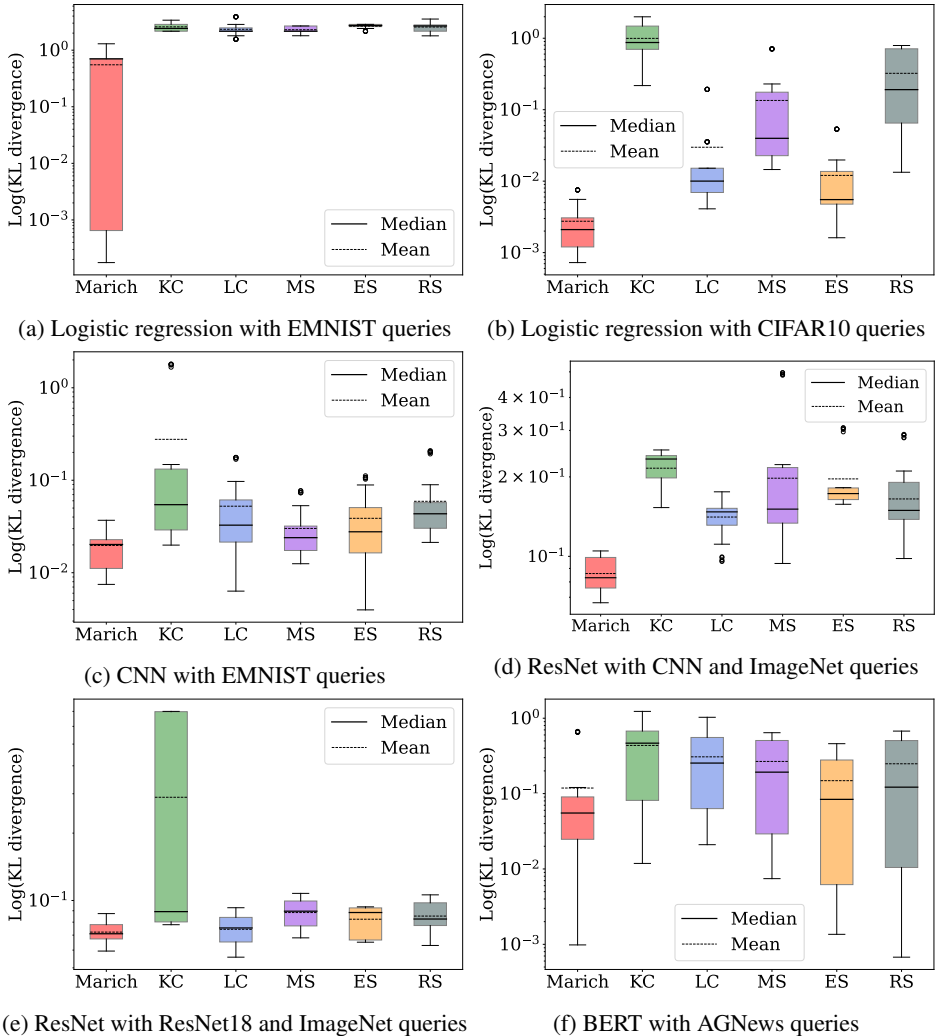 Log(KL divergence)
10⁰
10⁻¹
10⁻²
10⁻³
Median
Mean
Marich KC LC MS ES RS
(a) Logistic regression with EMNIST queries
Log(KL divergence)
10⁰
10⁻¹
10⁻²
10⁻³
Median
Mean
Marich KC LC MS ES RS
(b) Logistic regression with CIFAR10 queries
Log(KL divergence)
10⁰
10⁻¹
10⁻²
Median
Mean
Marich KC LC MS ES RS
(c) CNN with EMNIST queries
Log(KL divergence)
4 × 10⁻¹
3 × 10⁻¹
2 × 10⁻¹
10⁻¹
Median
Mean
Marich KC LC MS ES RS
(d) ResNet with CNN and ImageNet queries
Log(KL divergence)
10⁻¹
Median
Mean
Marich KC LC MS ES RS
(e) ResNet with ResNet18 and ImageNet queries
Log(KL divergence)
10⁰
10⁻¹
10⁻²
10⁻³
Median
Mean
Marich KC LC MS ES RS
(f) BERT with AGNews queries